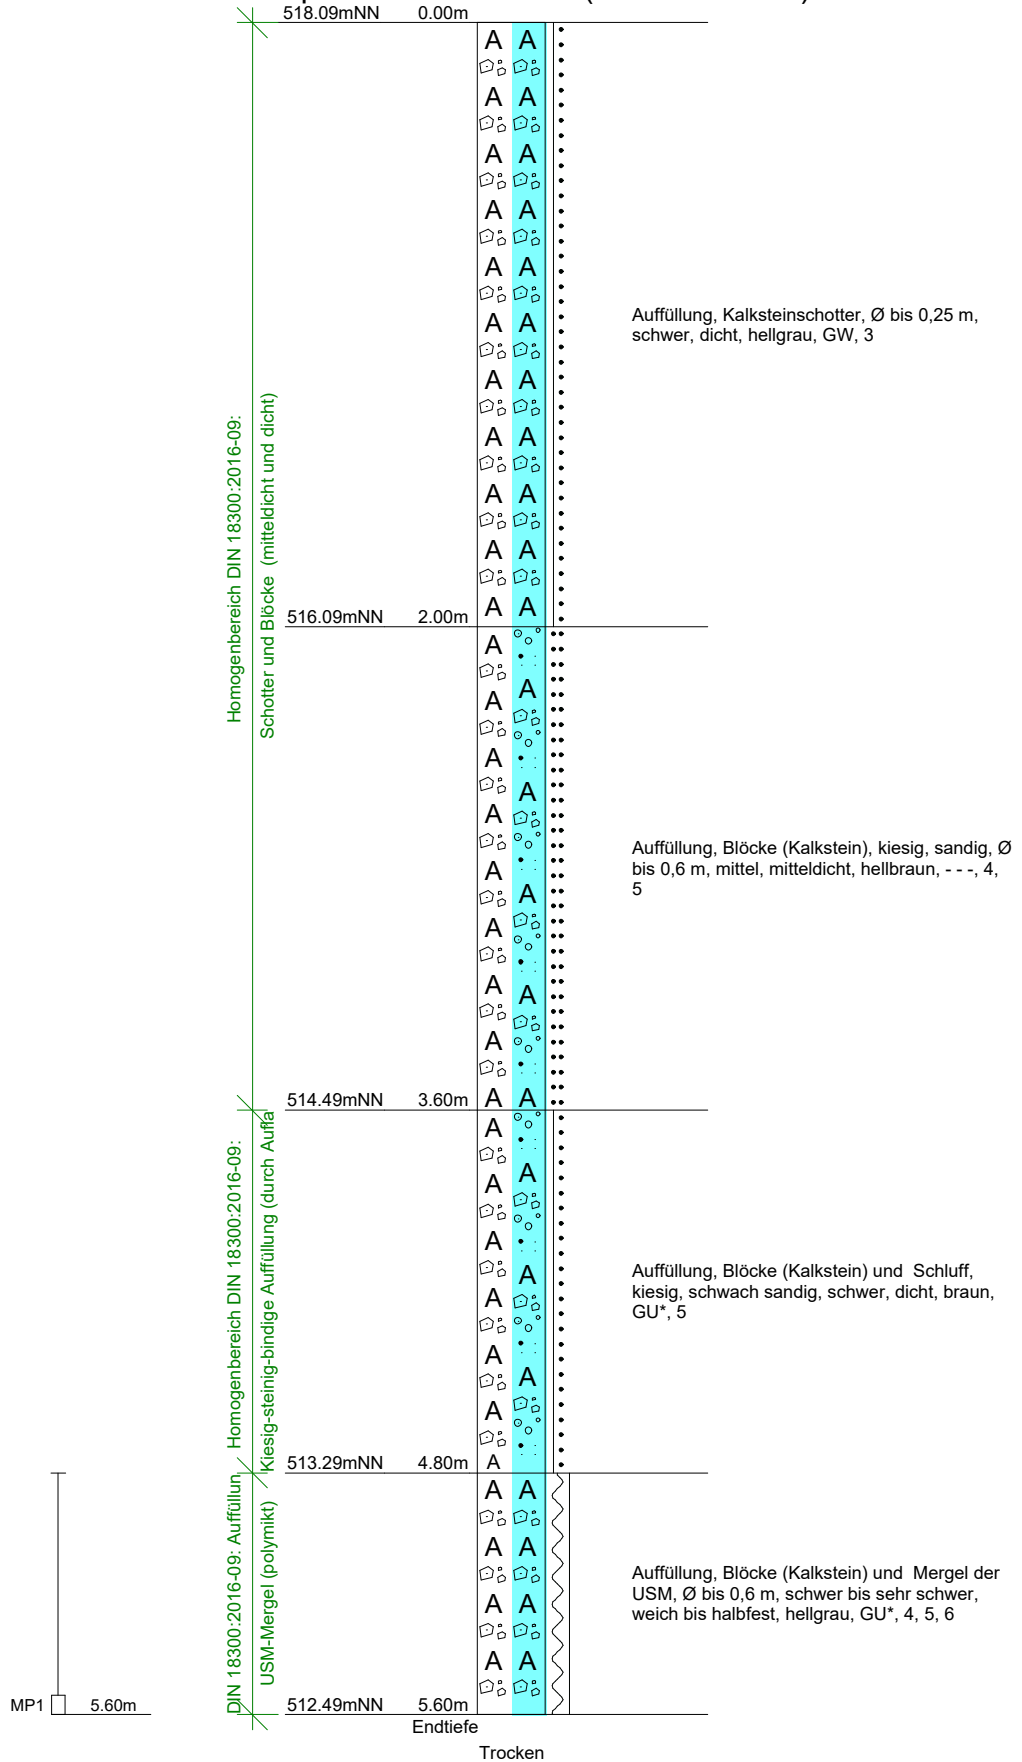 518.09mNN 0.00m
A A
A A
A A
A A
A A
A A
A A
A A
A A
A A
A A
Auffüllung, Kalksteinschotter, Ø bis 0,25 m,
schwer, dicht, hellgrau, GW, 3
Homogenbereich DIN 18300:2016-09:
Schotter und Blöcke (mitteldicht und dicht)
516.09mNN 2.00m
A
A
A
A
A
A
A
A
A
A
A
A
A A
Auffüllung, Blöcke (Kalkstein), kiesig, sandig, Ø
bis 0,6 m, mittel, mitteldicht, hellbraun, - - -, 4,
5
514.49mNN 3.60m
Homogenbereich DIN 18300:2016-09:
Kiesig-steinig-bindige Auffüllung (durch Aufla
A
A
A
A
A
A
A
A
A
A
Auffüllung, Blöcke (Kalkstein) und Schluff,
kiesig, schwach sandig, schwer, dicht, braun,
GU*, 5
513.29mNN 4.80m
DIN 18300:2016-09: Auffüllun
USM-Mergel (polymikt)
A A
A A
A A
A A
Auffüllung, Blöcke (Kalkstein) und Mergel der
USM, Ø bis 0,6 m, schwer bis sehr schwer,
weich bis halbfest, hellgrau, GU*, 4, 5, 6
MP1 5.60m
512.49mNN 5.60m
Endtiefe
Trocken